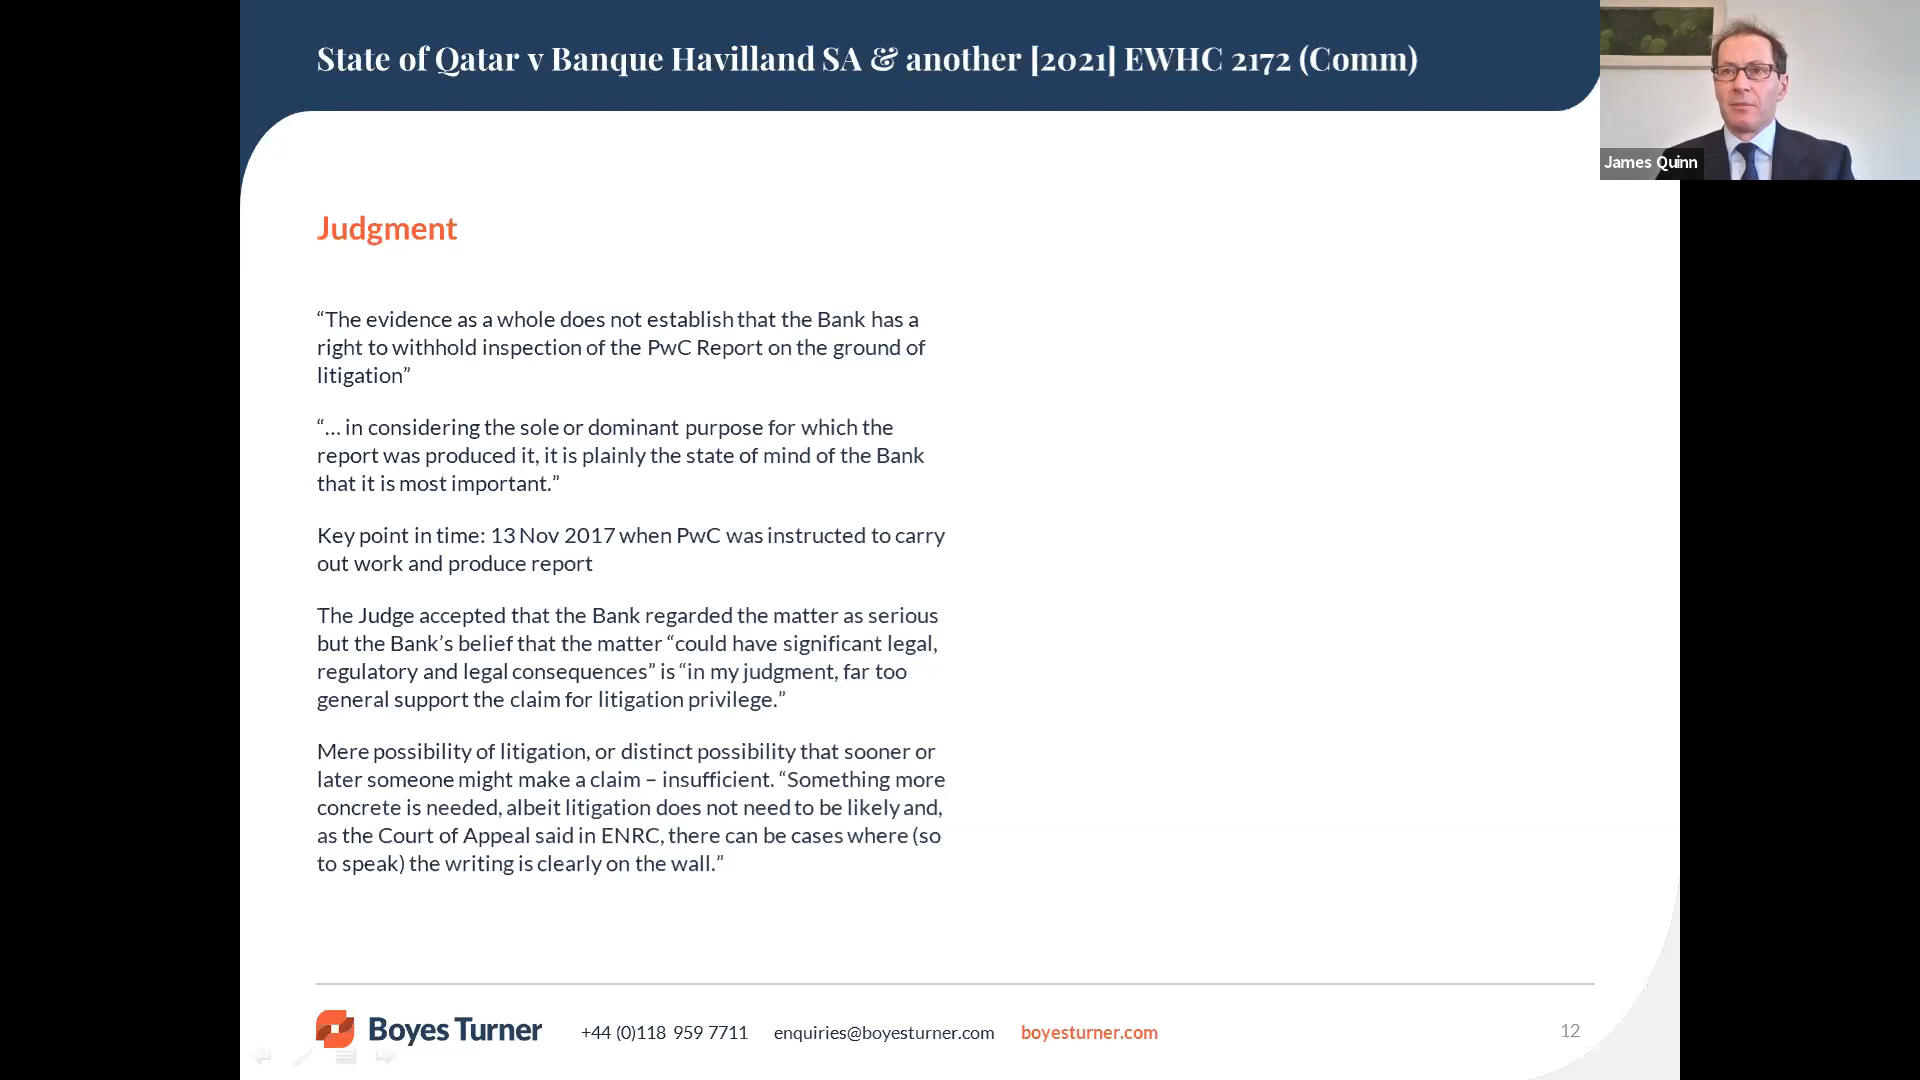 State of Qatar v Banque Havilland SA & another [2021] EWHC 2172 (Comm)
James Quinn
Judgment
“The evidence as a whole does not establish that the Bank has a
right to withhold inspection of the PwC Report on the ground of
litigation”
“… in considering the sole or dominant purpose for which the
report was produced it, it is plainly the state of mind of the Bank
that it is most important.”
Key point in time: 13 Nov 2017 when PwC was instructed to carry
out work and produce report
The Judge accepted that the Bank regarded the matter as serious
but the Bank’s belief that the matter “could have significant legal,
regulatory and legal consequences” is “in my judgment, far too
general support the claim for litigation privilege.”
Mere possibility of litigation, or distinct possibility that sooner or
later someone might make a claim – insufficient. “Something more
concrete is needed, albeit litigation does not need to be likely and,
as the Court of Appeal said in ENRC, there can be cases where (so
to speak) the writing is clearly on the wall.”
Boyes Turner
+44 (0)118 959 7711
enquiries@boyesturner.com
boyesturner.com
12